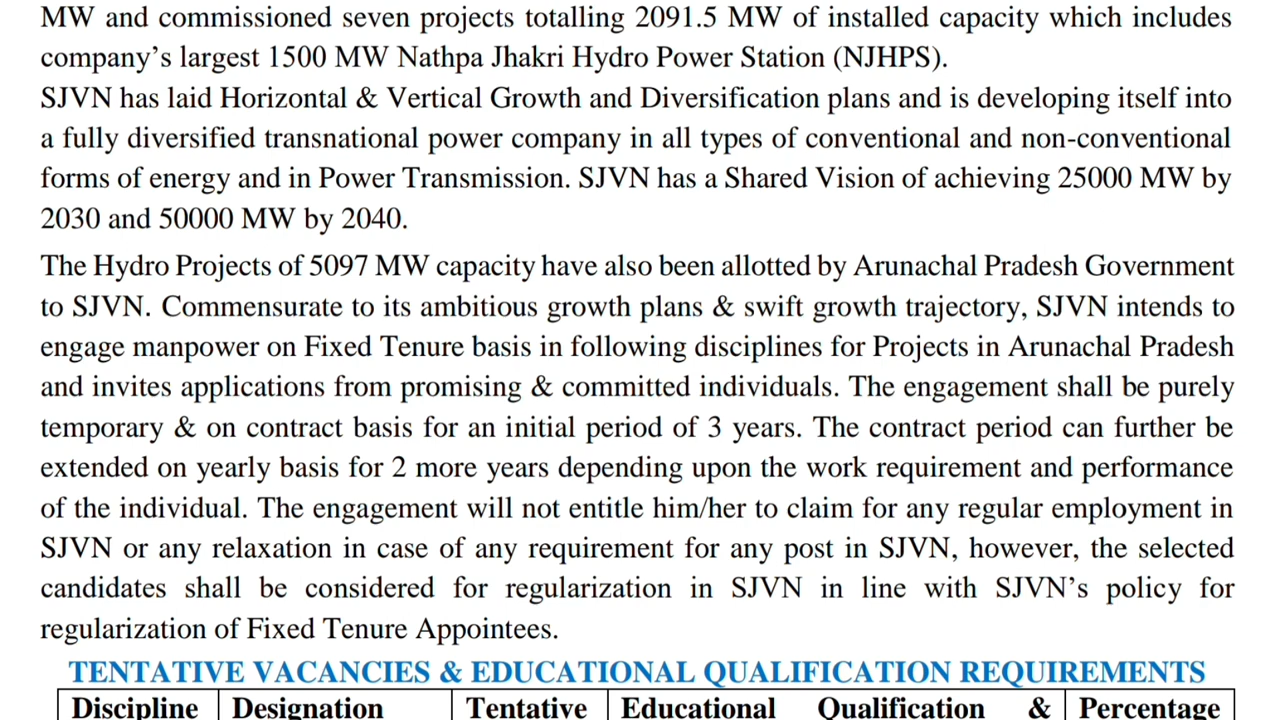 MW and commissioned seven projects totalling 2091.5 MW of installed capacity which includes
company’s largest 1500 MW Nathpa Jhakri Hydro Power Station (NJHPS).
SJVN has laid Horizontal & Vertical Growth and Diversification plans and is developing itself into
a fully diversified transnational power company in all types of conventional and non-conventional
forms of energy and in Power Transmission. SJVN has a Shared Vision of achieving 25000 MW by
2030 and 50000 MW by 2040.
The Hydro Projects of 5097 MW capacity have also been allotted by Arunachal Pradesh Government
to SJVN. Commensurate to its ambitious growth plans & swift growth trajectory, SJVN intends to
engage manpower on Fixed Tenure basis in following disciplines for Projects in Arunachal Pradesh
and invites applications from promising & committed individuals. The engagement shall be purely
temporary & on contract basis for an initial period of 3 years. The contract period can further be
extended on yearly basis for 2 more years depending upon the work requirement and performance
of the individual. The engagement will not entitle him/her to claim for any regular employment in
SJVN or any relaxation in case of any requirement for any post in SJVN, however, the selected
candidates shall be considered for regularization in SJVN in line with SJVN’s policy for
regularization of Fixed Tenure Appointees.
TENTATIVE VACANCIES & EDUCATIONAL QUALIFICATION REQUIREMENTS
Discipline Designation Tentative Educational Qualification & Percentage